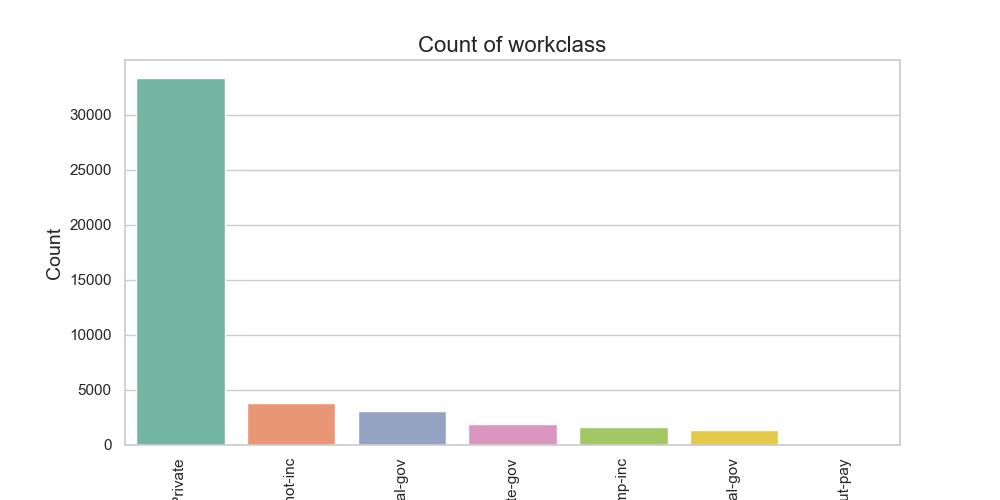 Count of workclass
Count
30000
25000
20000
15000
10000
5000
0
Private
not-inc
al-gov
te-gov
mp-inc
al-gov
ut-pay